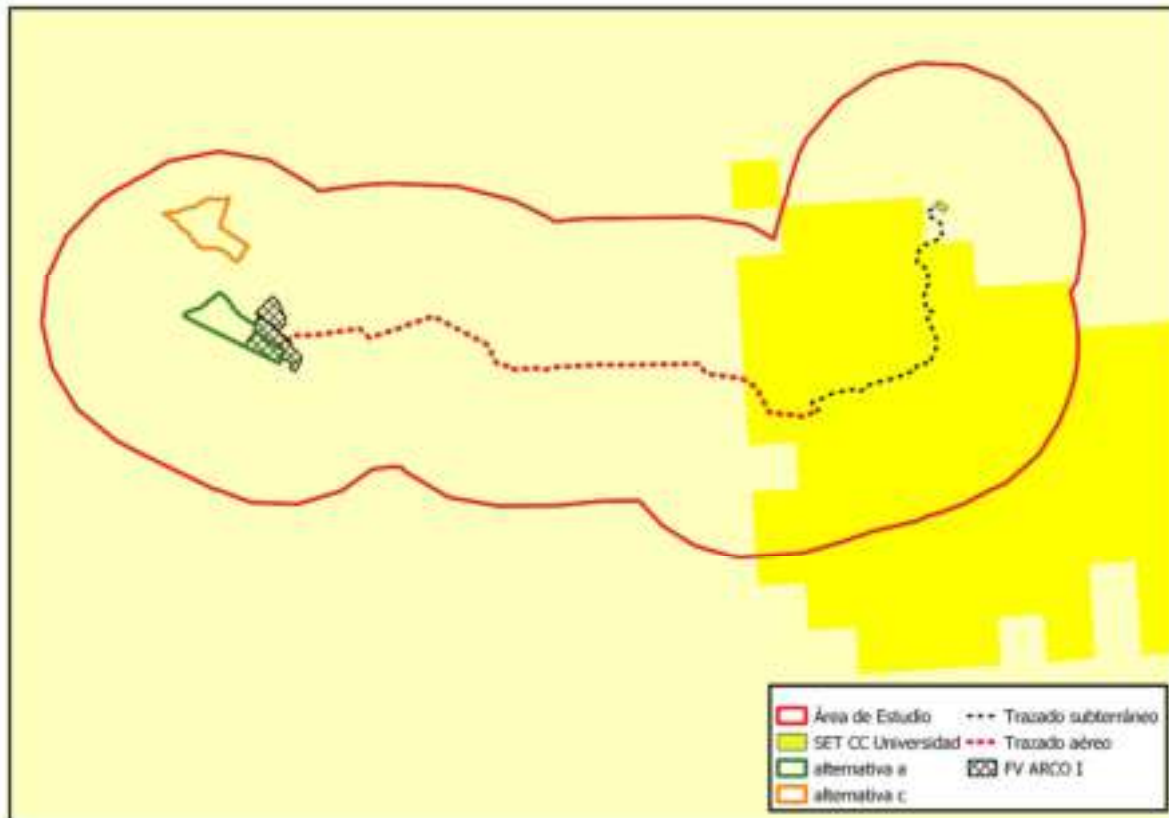 Área de Estudio
SET CC Universidad
alternativa a
alternativa c
Trazado subterráneo
Trazado aéreo
FV ARCO I